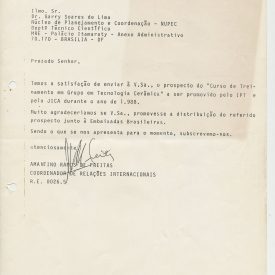 Ilmo. Sr.
Dr. Garry Soares de Lima
Núcleo de Planejamento e Coordenação - NUPEC
Deptº Técnico Científico
MRE - Palácio Itamaraty - Anexo Administrativo
70.170 - BRASÍLIA - DF
Prezado Senhor,
Temos a satisfação de enviar à V.Sa., o prospecto do "Curso de Trei-
namento em Grupo em Tecnologia Cerâmica" a ser promovido pelo IPT e
pela JICA durante o ano de 1.988.
Muito agradeceríamos se V.Sa., promovesse a distribuição do referido
prospecto junto à Embaixadas Brasileiras.
Sendo o que se nos apresenta para o momento, subscrevemo-nos.
AMANTINO RAMOS DE FREITAS
COORDENADOR DE RELAÇÕES INTERNACIONAIS
R.E. 0026.5